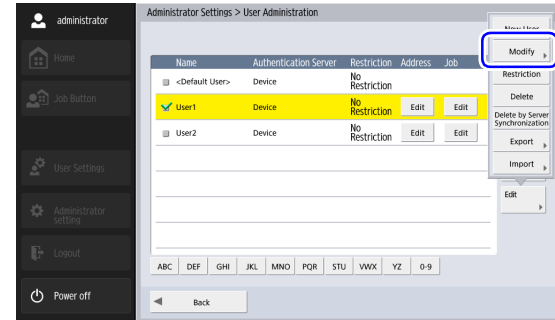 administrator
Administrator Settings > User Administration
Home
Job Button
User Settings
Administrator
setting
Logout
Power off
Name Authentication Server Restriction Address Job
<Default User> Device No
Restriction
User1 Device No
Restriction Edit Edit
User2 Device No
Restriction Edit Edit
ABC DEF GHI JKL MNO PQR STU VWX YZ 0-9
Back
New User
Modify
Restriction
Delete
Delete by Server
Synchronization
Export
Import
Edit